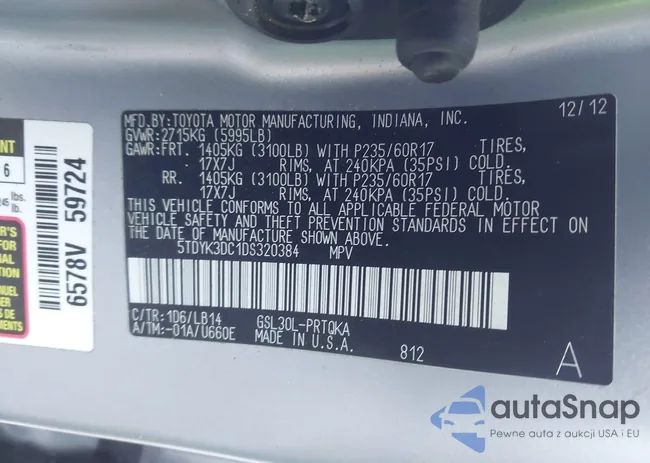 MFD.BY:TOYOTA MOTOR MANUFACTURING, INDIANA, INC. 12/12
GVWR:2715KG (5995LB)
GAWR:FRT. 1405KG (3100LB) WITH P235/60R17 TIRES,
17X7J RIMS, AT 240KPA (35PSI) COLD.
RR. 1405KG (3100LB) WITH P235/60R17 TIRES,
17X7J RIMS, AT 240KPA (35PSI) COLD.
THIS VEHICLE CONFORMS TO ALL APPLICABLE FEDERAL MOTOR
VEHICLE SAFETY AND THEFT PREVENTION STANDARDS IN EFFECT ON
THE DATE OF MANUFACTURE SHOWN ABOVE.
5TDYK3DC1DS320384 MPV
C/TR:1D6/LB14 GSL30L-PRTQKA
A/TM:-01A/U660E MADE IN U.S.A. 812 A
6578V 59724
6
lbs.
lb.
autaSnap
Pewne auta z aukcji USA i EU